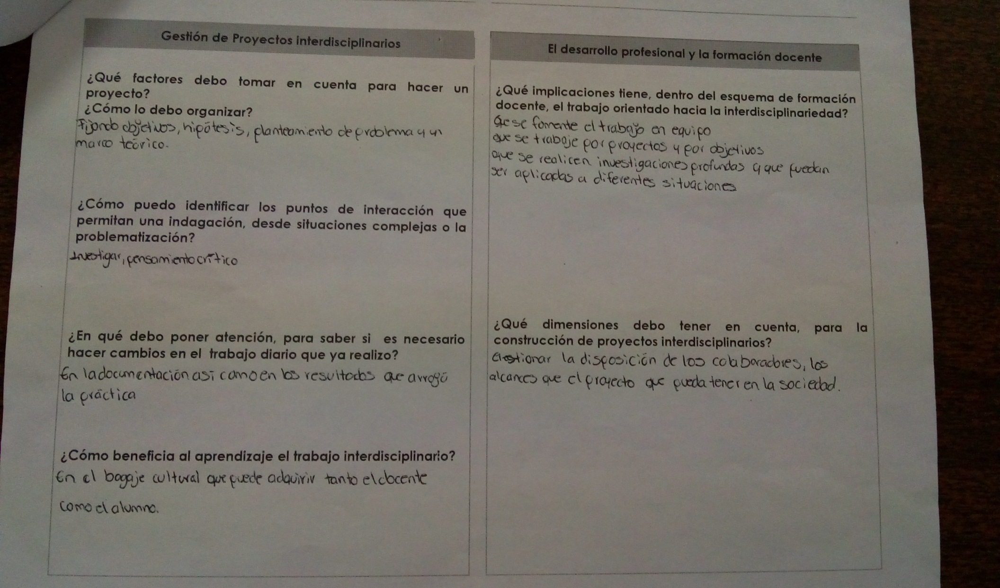 Gestión de Proyectos interdisciplinarios
¿Qué factores debo tomar en cuenta para hacer un
proyecto?
¿Cómo lo debo organizar?
Fijando objetivos, hipótesis, planteamiento de problema y un
marco teórico.
¿Cómo puedo identificar los puntos de interacción que
permitan una indagación, desde situaciones complejas o la
problematización?
Investigar, pensamiento crítico
¿En qué debo poner atención, para saber si es necesario
hacer cambios en el trabajo diario que ya realizo?
En la documentación así como en los resultados que arrojó
la práctica
¿Cómo beneficia al aprendizaje el trabajo interdisciplinario?
En el bagaje cultural que puede adquirir tanto el docente
como el alumno.
El desarrollo profesional y la formación docente
¿Qué implicaciones tiene, dentro del esquema de formación
docente, el trabajo orientado hacia la interdisciplinariedad?
Que se fomente el trabajo en equipo
que se trabaje por proyectos y por objetivos
que se realicen investigaciones profundas y que puedan
ser aplicadas a diferentes situaciones
¿Qué dimensiones debo tener en cuenta, para la
construcción de proyectos interdisciplinarios?
Gestionar la disposición de los colaboradores, los
alcances que el proyecto que pueda tener en la sociedad.